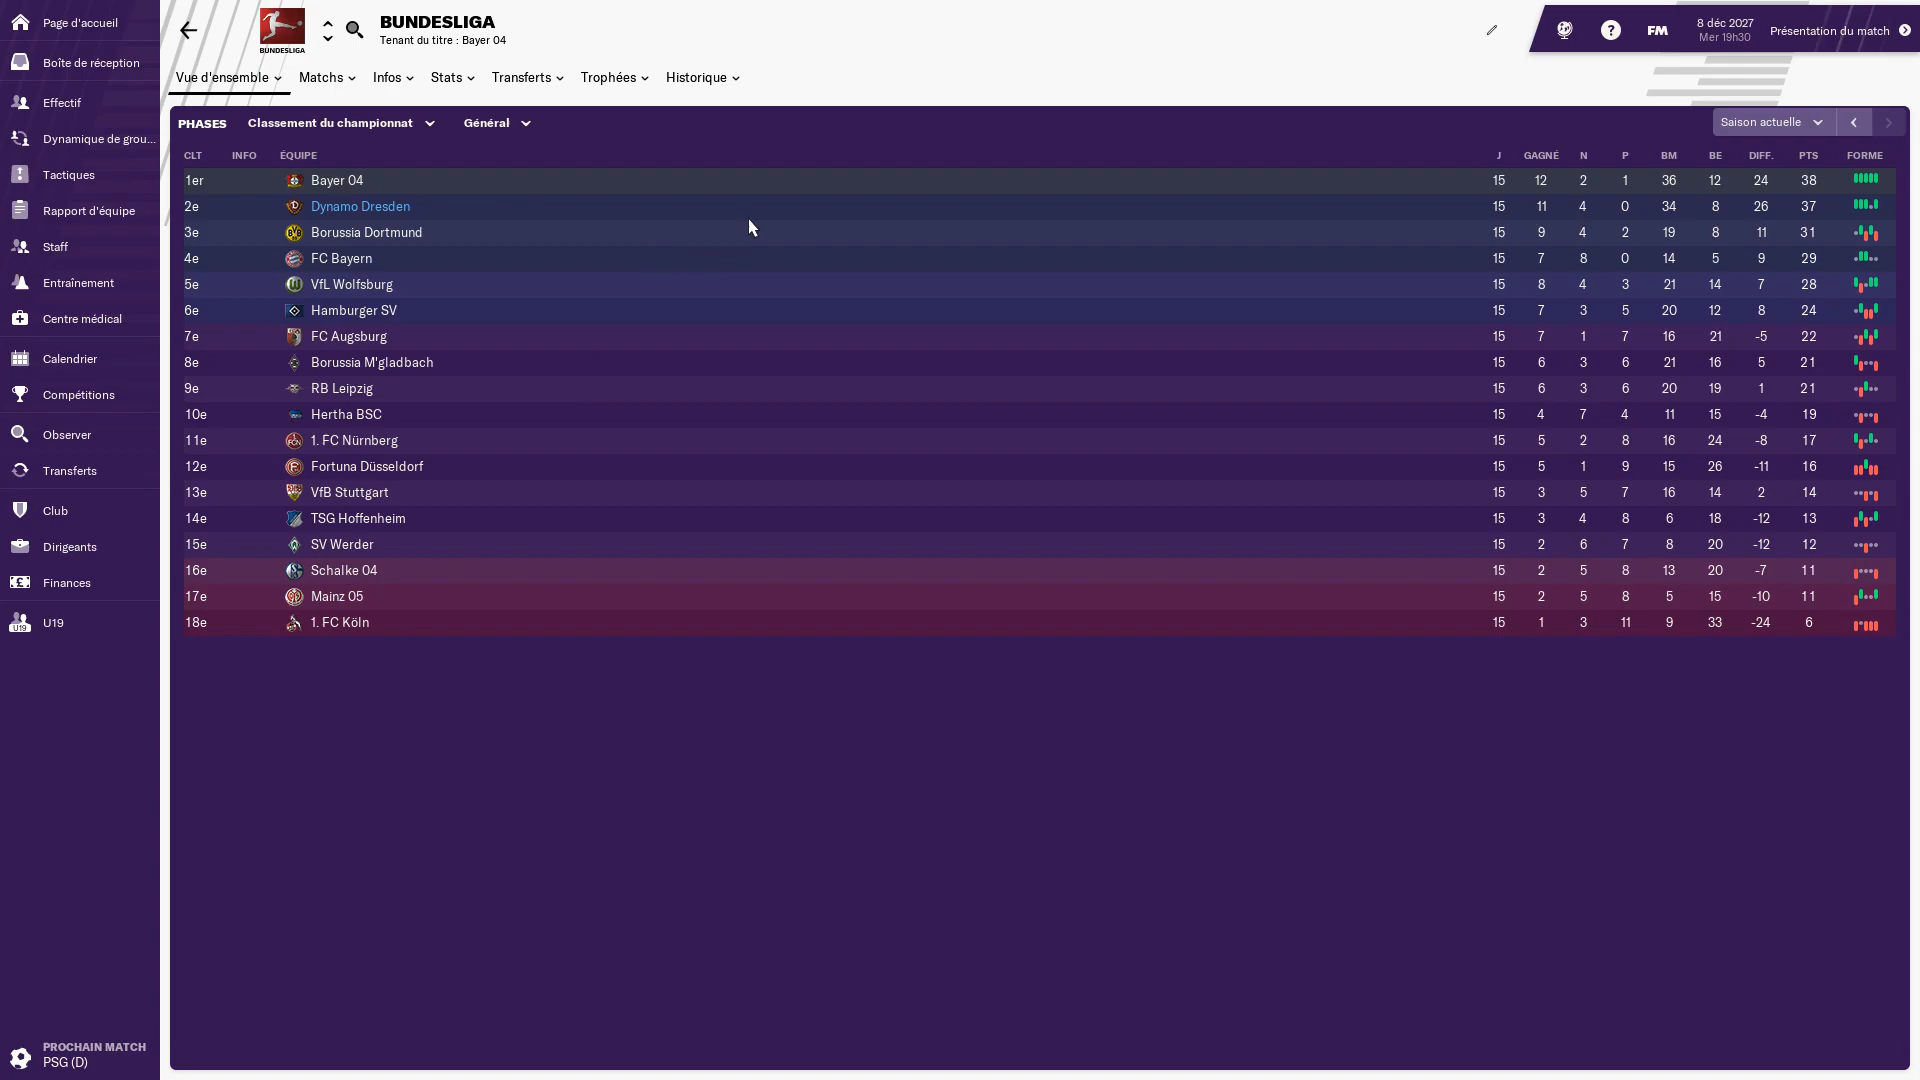 Page d'accueil
Boîte de réception
Effectif
Dynamique de grou...
Tactiques
Rapport d'équipe
Staff
Entraînement
Centre médical
Calendrier
Compétitions
Observer
Transferts
Club
Dirigeants
Finances
U19
U19
PROCHAIN MATCH
PSG (D)
BUNDESLIGA
BUNDESLIGA
Tenant du titre : Bayer 04
FM
8 déc 2027
Mer 19h30
Présentation du match
Vue d'ensemble Matchs Infos Stats Transferts Trophées Historique
PHASES Classement du championnat Général Saison actuelle
CLT INFO ÉQUIPE J GAGNÉ N P BM BE DIFF. PTS FORME
1er Bayer 04 15 12 2 1 36 12 24 38
2e Dynamo Dresden 15 11 4 0 34 8 26 37
3e Borussia Dortmund 15 9 4 2 19 8 11 31
4e FC Bayern 15 7 8 0 14 5 9 29
5e VfL Wolfsburg 15 8 4 3 21 14 7 28
6e Hamburger SV 15 7 3 5 20 12 8 24
7e FC Augsburg 15 7 1 7 16 21 -5 22
8e Borussia M'gladbach 15 6 3 6 21 16 5 21
9e RB Leipzig 15 6 3 6 20 19 1 21
10e Hertha BSC 15 4 7 4 11 15 -4 19
11e 1. FC Nürnberg 15 5 2 8 16 24 -8 17
12e Fortuna Düsseldorf 15 5 1 9 15 26 -11 16
13e VfB Stuttgart 15 3 5 7 16 14 2 14
14e TSG Hoffenheim 15 3 4 8 6 18 -12 13
15e SV Werder 15 2 6 7 8 20 -12 12
16e Schalke 04 15 2 5 8 13 20 -7 11
17e Mainz 05 15 2 5 8 5 15 -10 11
18e 1. FC Köln 15 1 3 11 9 33 -24 6